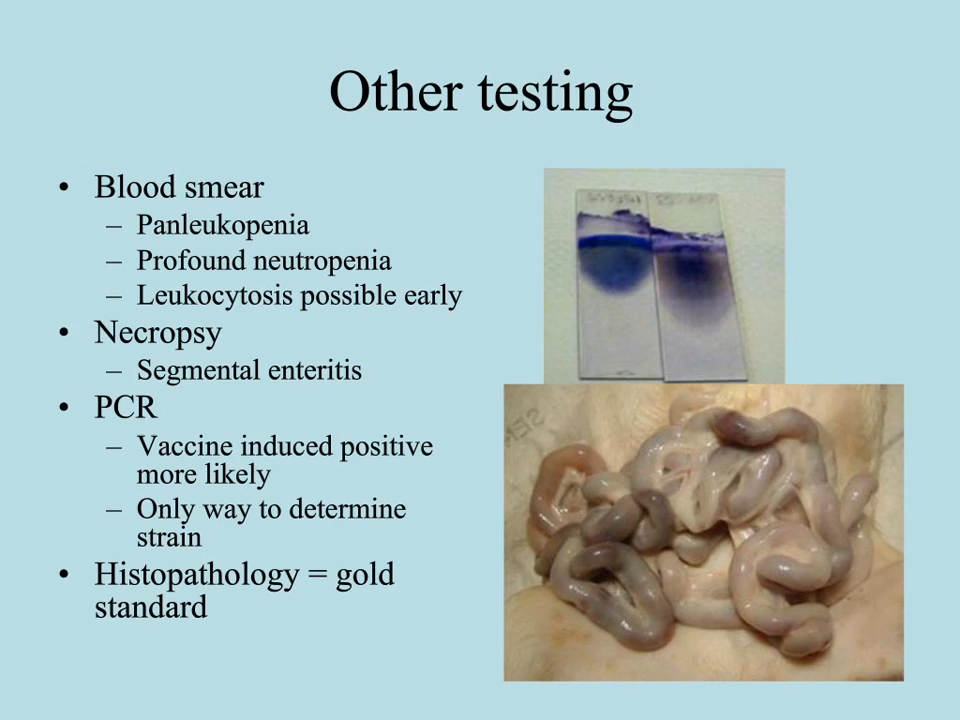 Other testing
• Blood smear
– Panleukopenia
– Profound neutropenia
– Leukocytosis possible early
• Necropsy
– Segmental enteritis
• PCR
– Vaccine induced positive
more likely
– Only way to determine
strain
• Histopathology = gold
standard